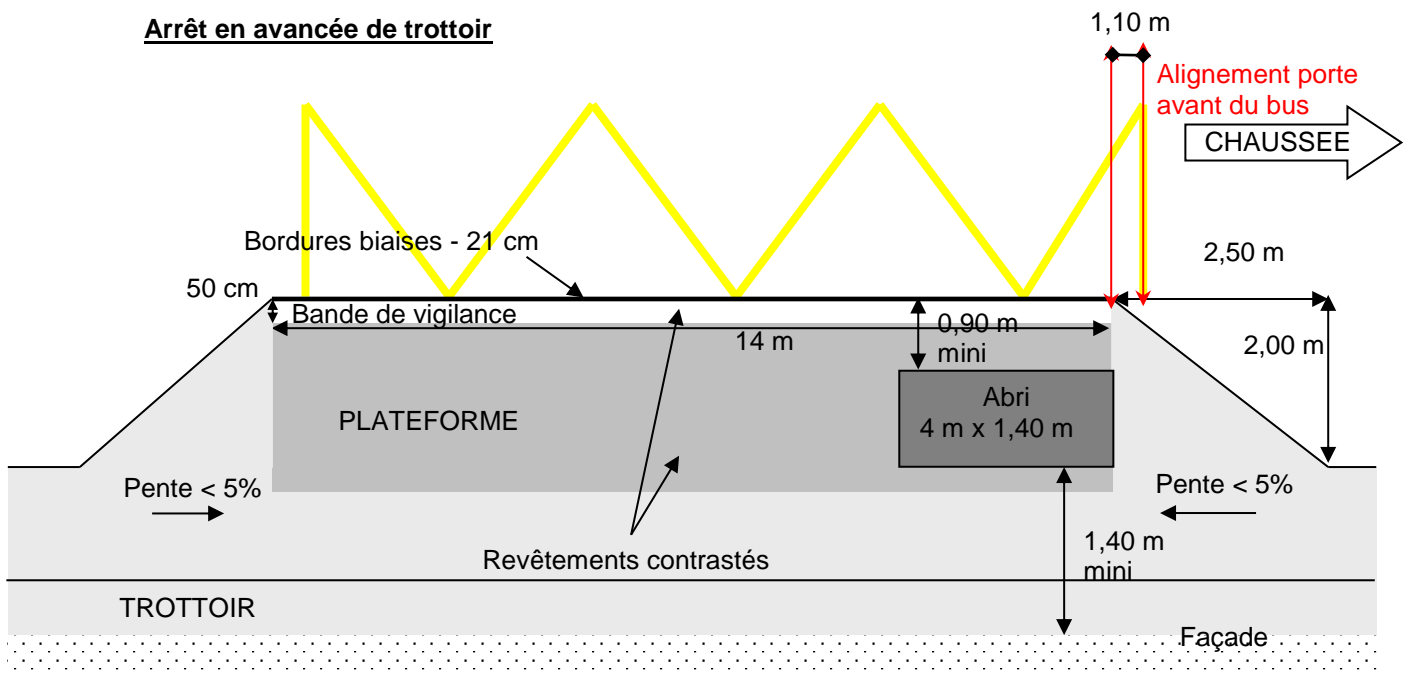 Arrêt en avancée de trottoir
1,10 m
Alignement porte
avant du bus
CHAUSSEE
Bordures biaises - 21 cm
2,50 m
50 cm
Bande de vigilance
14 m
0,90 m
mini
2,00 m
Abri
4 m x 1,40 m
PLATEFORME
Pente < 5%
Pente < 5%
1,40 m
mini
Revêtements contrastés
TROTTOIR
Façade